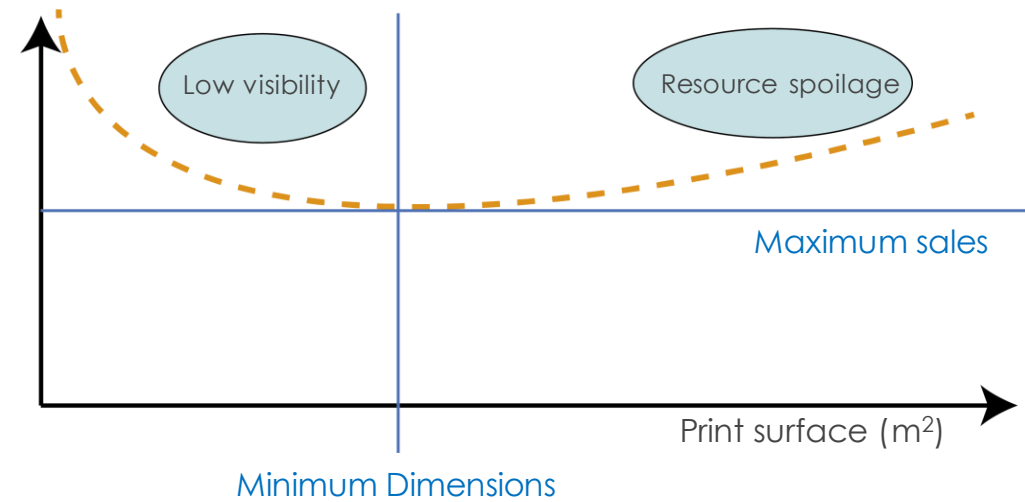 Low visibility
Resource spoilage
Maximum sales
Print surface (m²)
Minimum Dimensions